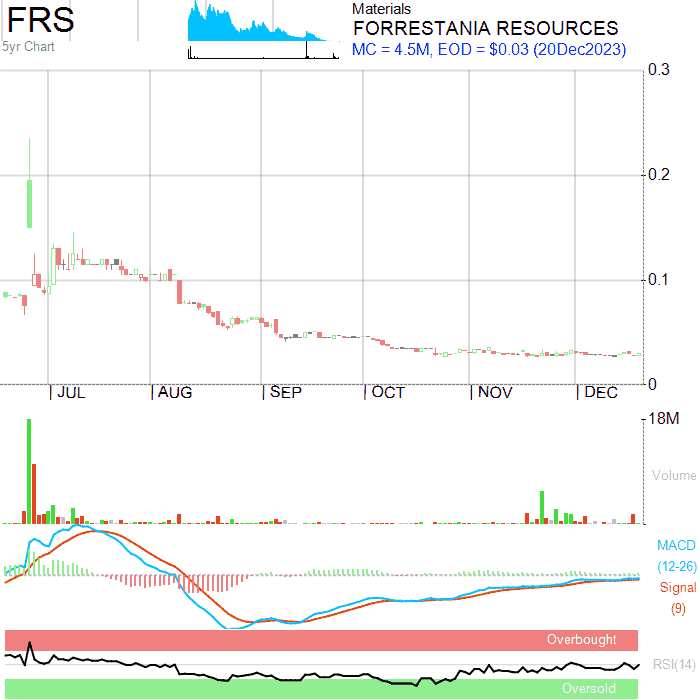 FRS
5yr Chart
Materials
FORRESTANIA RESOURCES
MC = 4.5M, EOD = $0.03 (20Dec2023)
0.3
0.2
0.1
0
JUL AUG SEP OCT NOV DEC
18M
Volume
MACD
(12-26)
Signal
(9)
Overbought
RSI(14)
Oversold